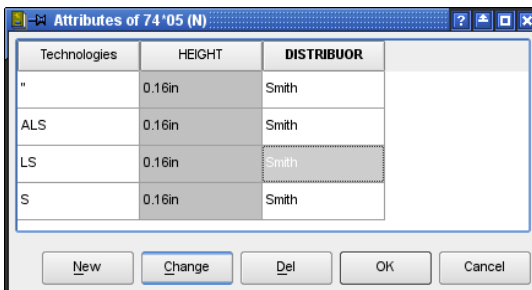 Attributes of 74*05 (N)
Technologies HEIGHT DISTRIBUOR
" 0.16in Smith
ALS 0.16in Smith
LS 0.16in Smith
S 0.16in Smith
New Change Del OK Cancel